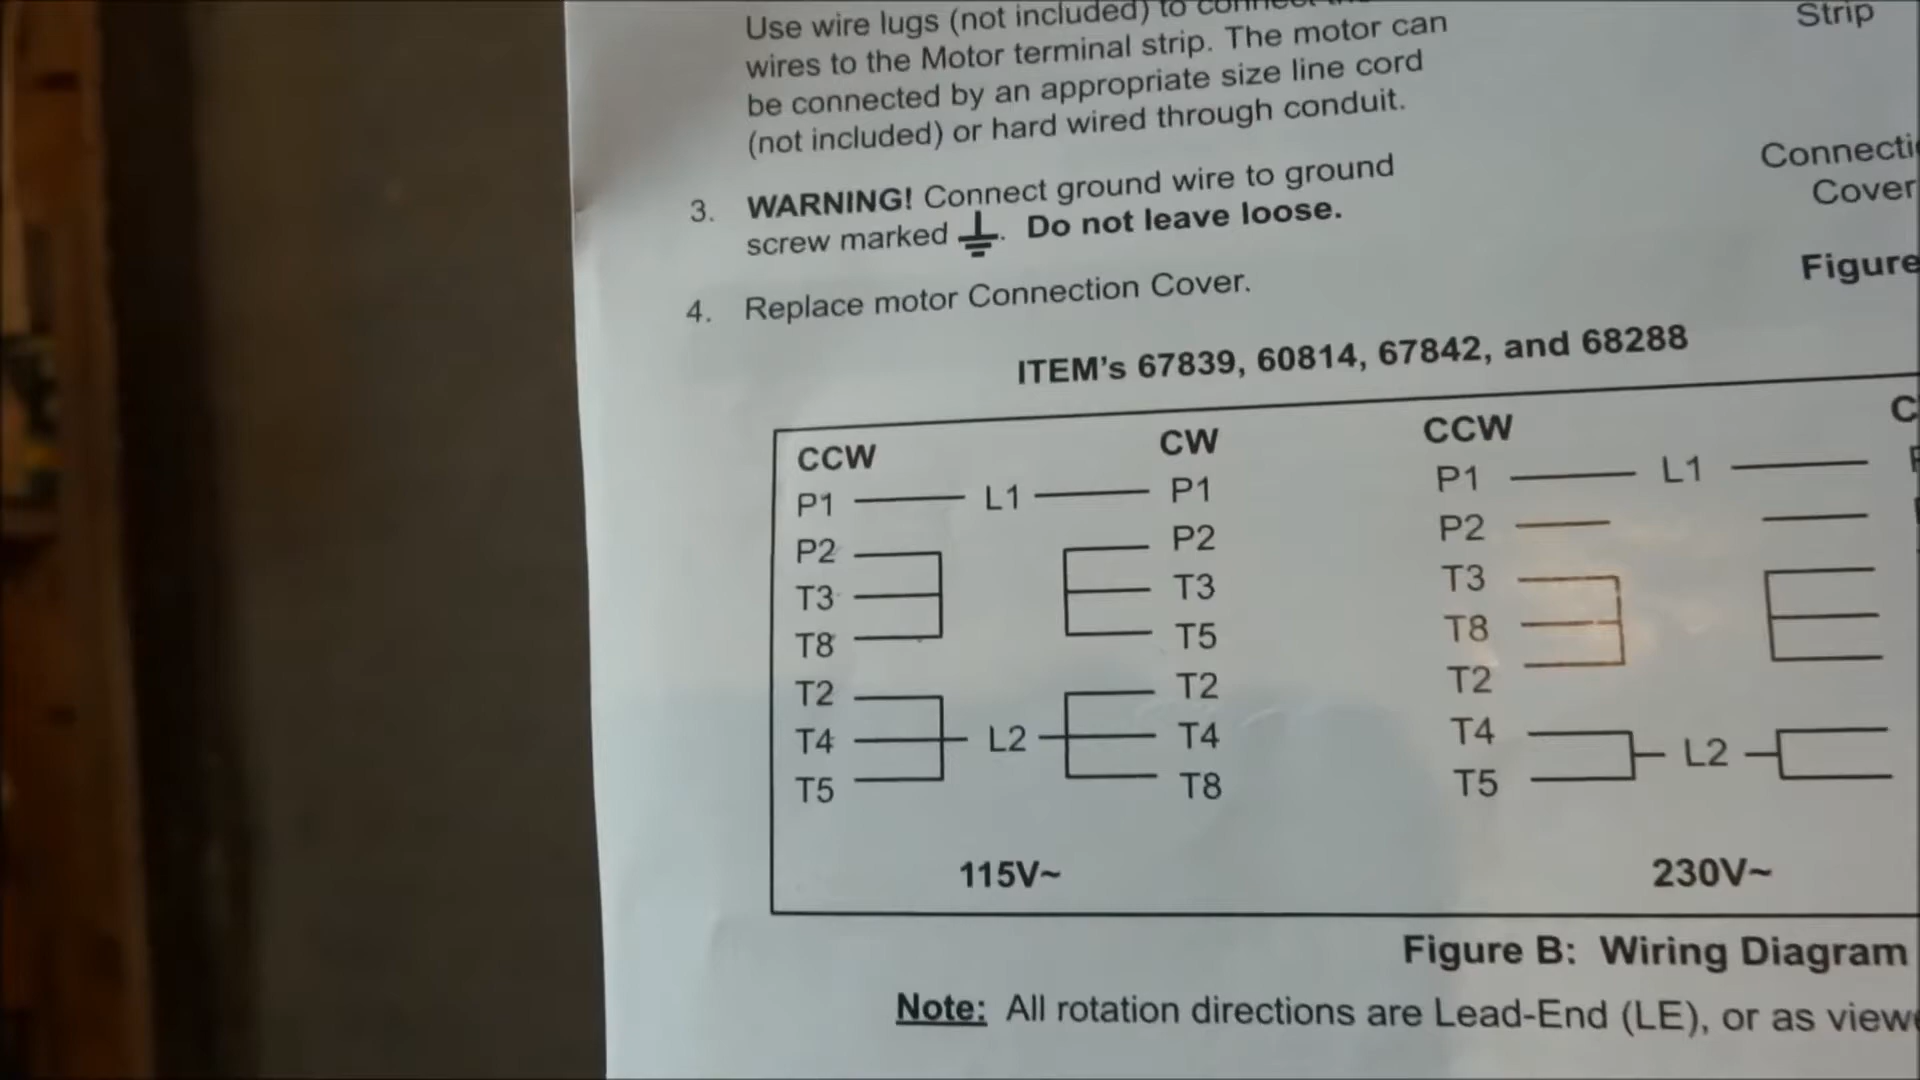 Use wire lugs (not included) to
wires to the Motor terminal strip. The motor can
be connected by an appropriate size line cord
(not included) or hard wired through conduit.
3. WARNING! Connect ground wire to ground
screw marked ⏚. Do not leave loose.
4. Replace motor Connection Cover.
Strip
Cover
Figure
ITEM's 67839, 60814, 67842, and 68288
CCW CW CCW
P1 L1 P1 P1 L1
P2 P2 P2
T3 T3 T3
T8 T5 T8
T2 T2 T2
T4 L2 T4 T4 L2
T5 T8 T5
115V~ 230V~
Figure B: Wiring Diagram
Note: All rotation directions are Lead-End (LE), or as